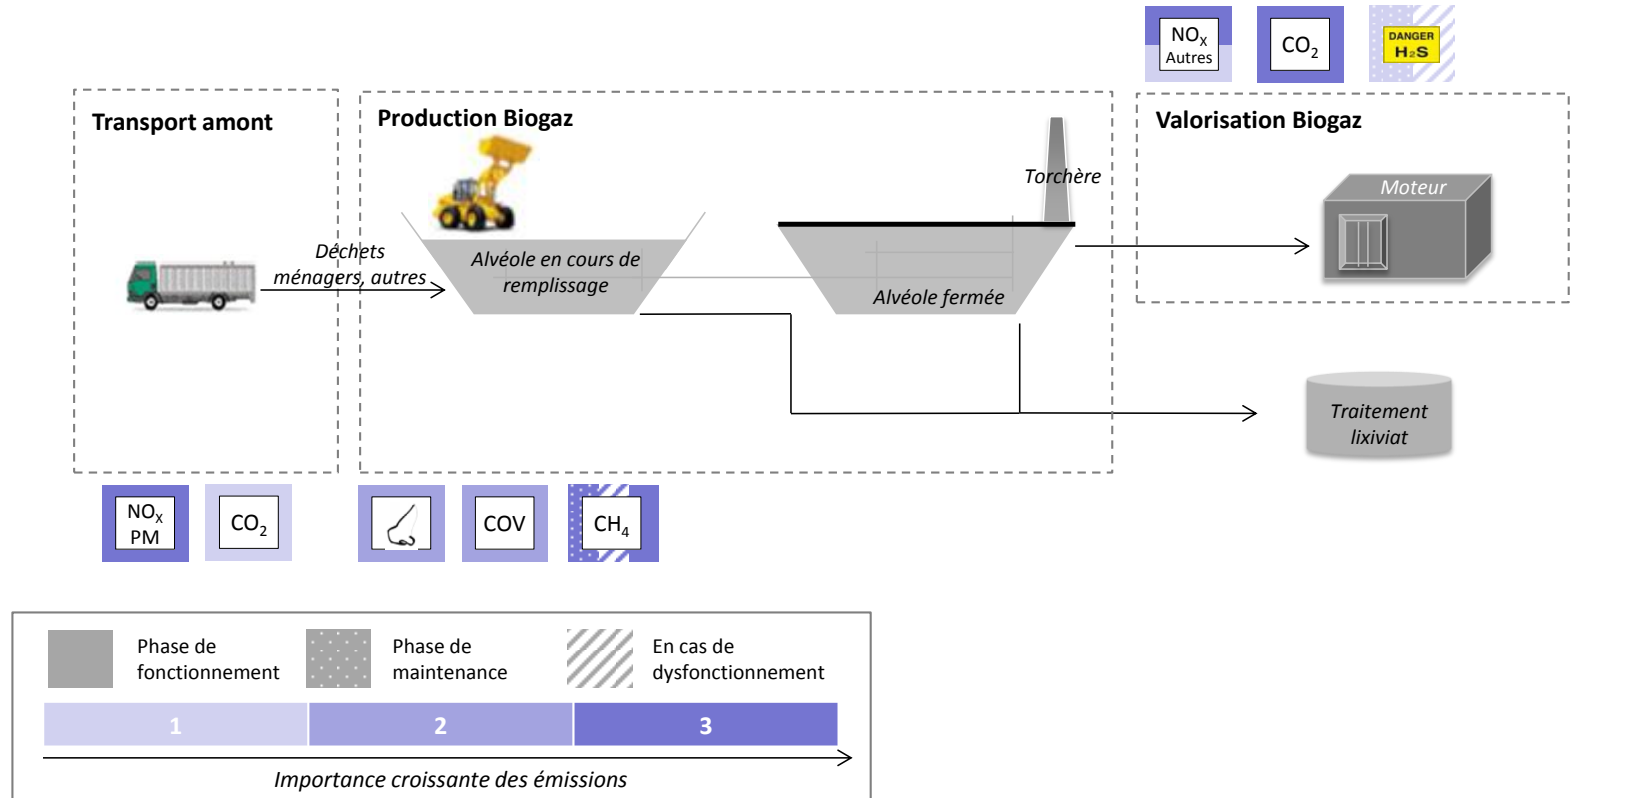 NOX
Autres
CO2
DANGER
H2S
Transport amont
Production Biogaz
Valorisation Biogaz
Torchère
Moteur
Déchets
ménagers, autres
Alvéole en cours de
remplissage
Alvéole fermée
Traitement
lixiviat
NOX
PM
CO2
COV
CH4
Phase de
fonctionnement
Phase de
maintenance
En cas de
dysfonctionnement
1
2
3
Importance croissante des émissions